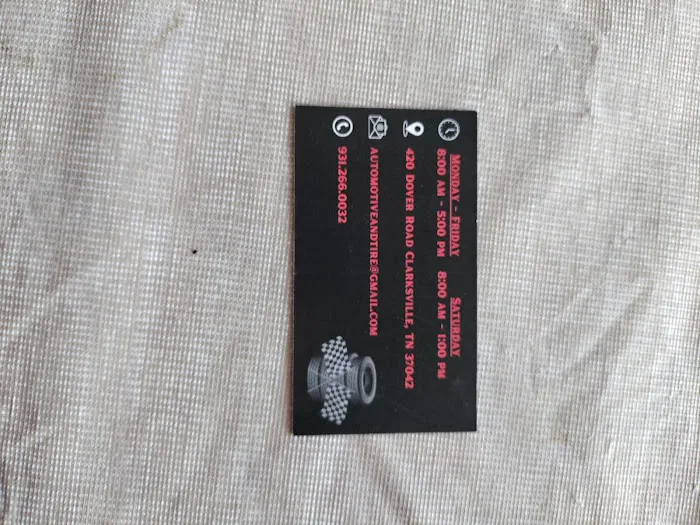 Monday - Friday Saturday
8:00 AM - 5:00 PM 8:00 AM - 1:00 PM
420 Dover Road Clarksville, TN 37042
automotiveandtire@gmail.com
931.266.0032